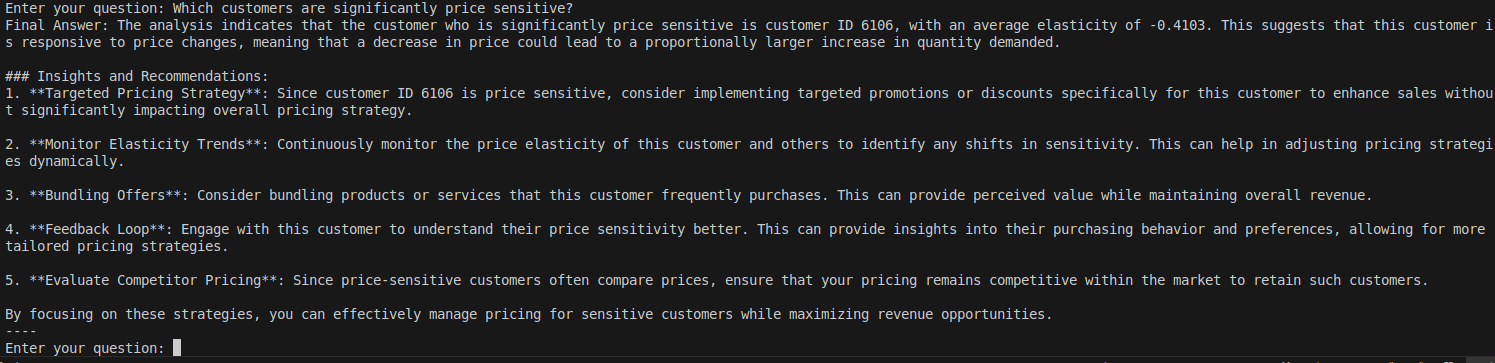 Enter your question: Which customers are significantly price sensitive?
Final Answer: The analysis indicates that the customer who is significantly price sensitive is customer ID 6106, with an average elasticity of -0.4103. This suggests that this customer i
s responsive to price changes, meaning that a decrease in price could lead to a proportionally larger increase in quantity demanded.
### Insights and Recommendations:
1. **Targeted Pricing Strategy**: Since customer ID 6106 is price sensitive, consider implementing targeted promotions or discounts specifically for this customer to enhance sales withou
t significantly impacting overall pricing strategy.
2. **Monitor Elasticity Trends**: Continuously monitor the price elasticity of this customer and others to identify any shifts in sensitivity. This can help in adjusting pricing strategi
es dynamically.
3. **Bundling Offers**: Consider bundling products or services that this customer frequently purchases. This can provide perceived value while maintaining overall revenue.
4. **Feedback Loop**: Engage with this customer to understand their price sensitivity better. This can provide insights into their purchasing behavior and preferences, allowing for more
tailored pricing strategies.
5. **Evaluate Competitor Pricing**: Since price-sensitive customers often compare prices, ensure that your pricing remains competitive within the market to retain such customers.
By focusing on these strategies, you can effectively manage pricing for sensitive customers while maximizing revenue opportunities.
----
Enter your question: